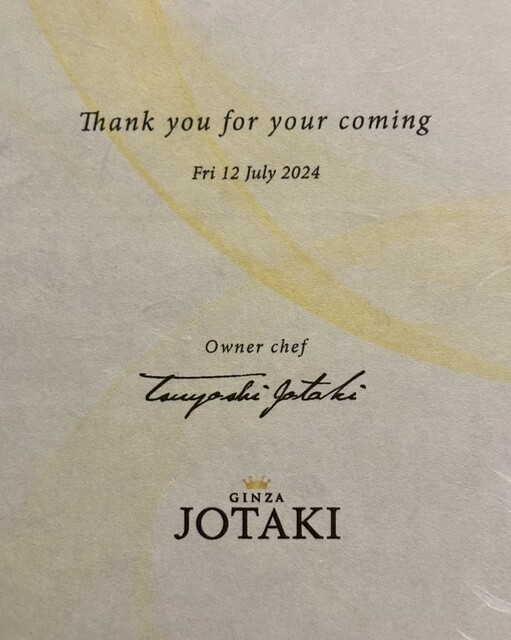 Thank you for your coming
Fri 12 July 2024
Owner chef
Tsuyoshi Jotaki
GINZA
JOTAKI